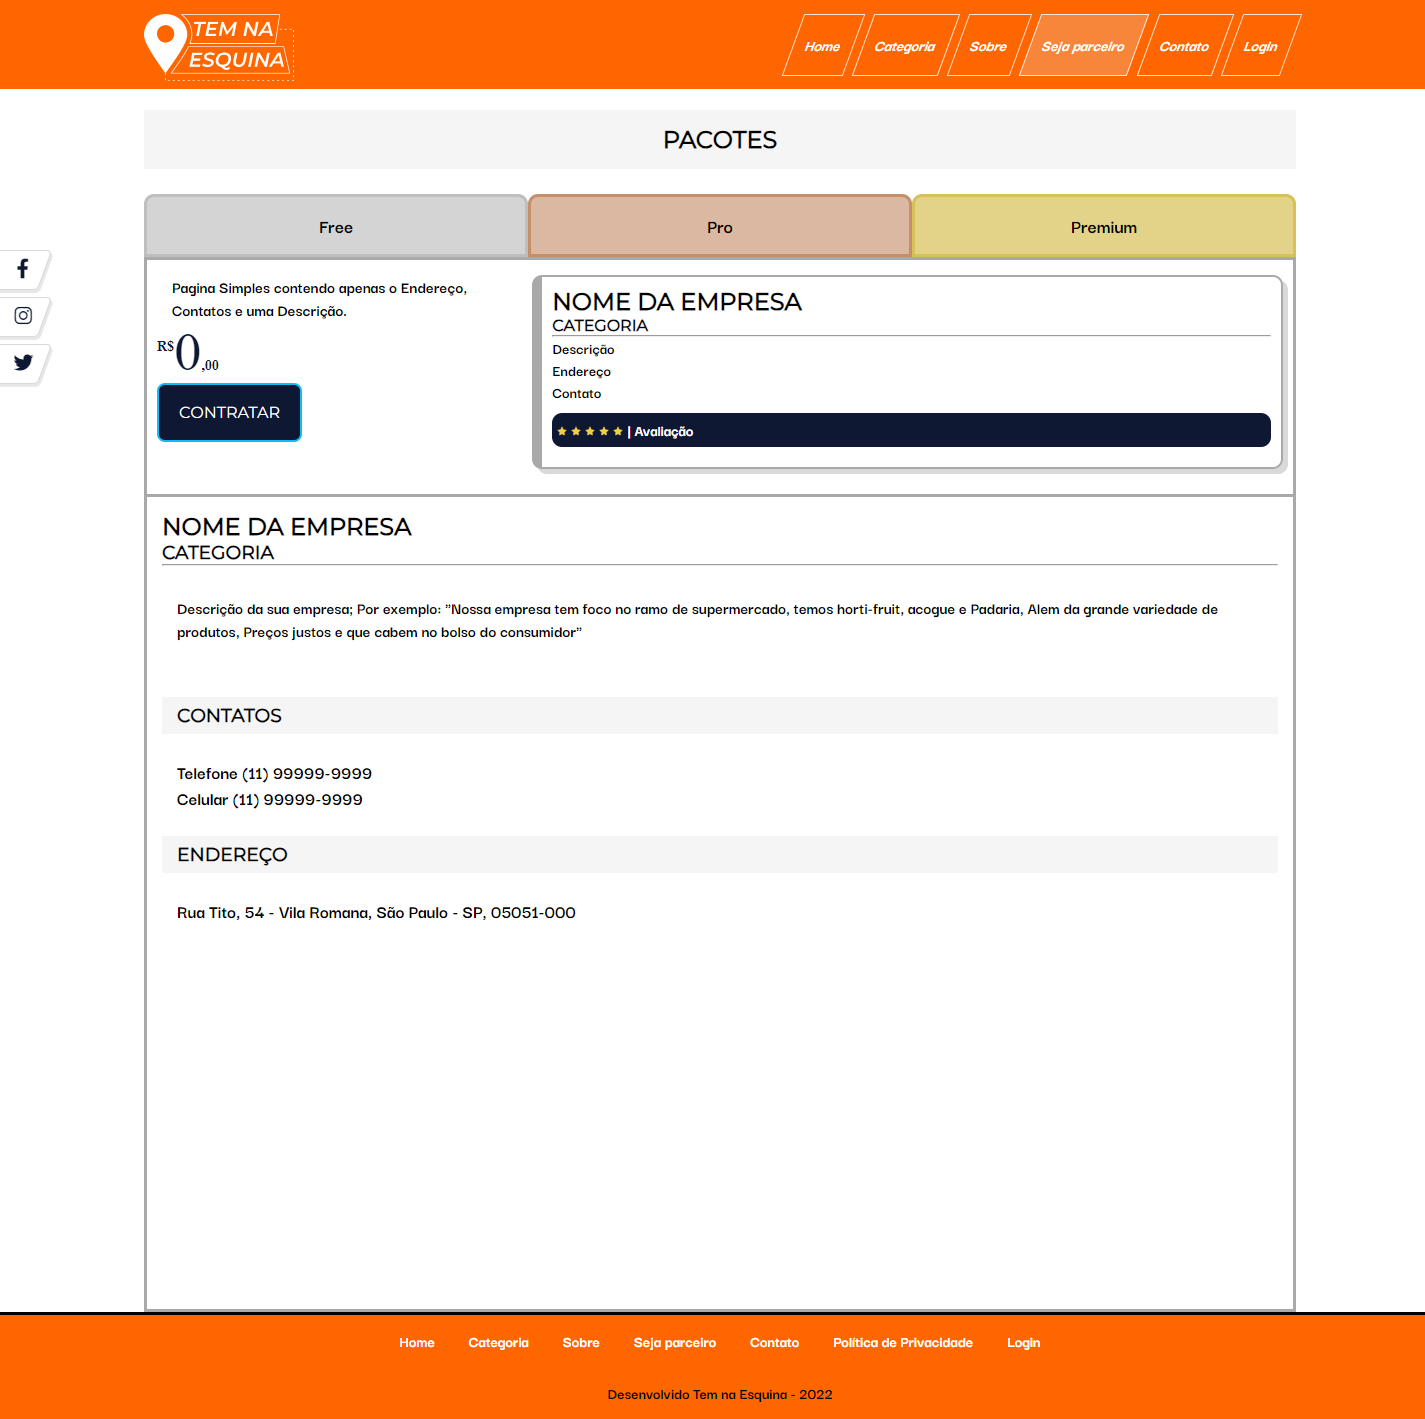 TEM NA
ESQUINA
Home
Categoria
Sobre
Seja parceiro
Contato
Login
PACOTES
Free
Pro
Premium
Pagina Simples contendo apenas o Endereço,
Contatos e uma Descrição.
R$0,00
CONTRATAR
NOME DA EMPRESA
CATEGORIA
Descrição
Endereço
Contato
| Avaliação
NOME DA EMPRESA
CATEGORIA
Descrição da sua empresa; Por exemplo: "Nossa empresa tem foco no ramo de supermercado, temos horti-fruit, acogue e Padaria, Alem da grande variedade de
produtos, Preços justos e que cabem no bolso do consumidor"
CONTATOS
Telefone (11) 99999-9999
Celular (11) 99999-9999
ENDEREÇO
Rua Tito, 54 - Vila Romana, São Paulo - SP, 05051-000
Home
Categoria
Sobre
Seja parceiro
Contato
Política de Privacidade
Login
Desenvolvido Tem na Esquina - 2022